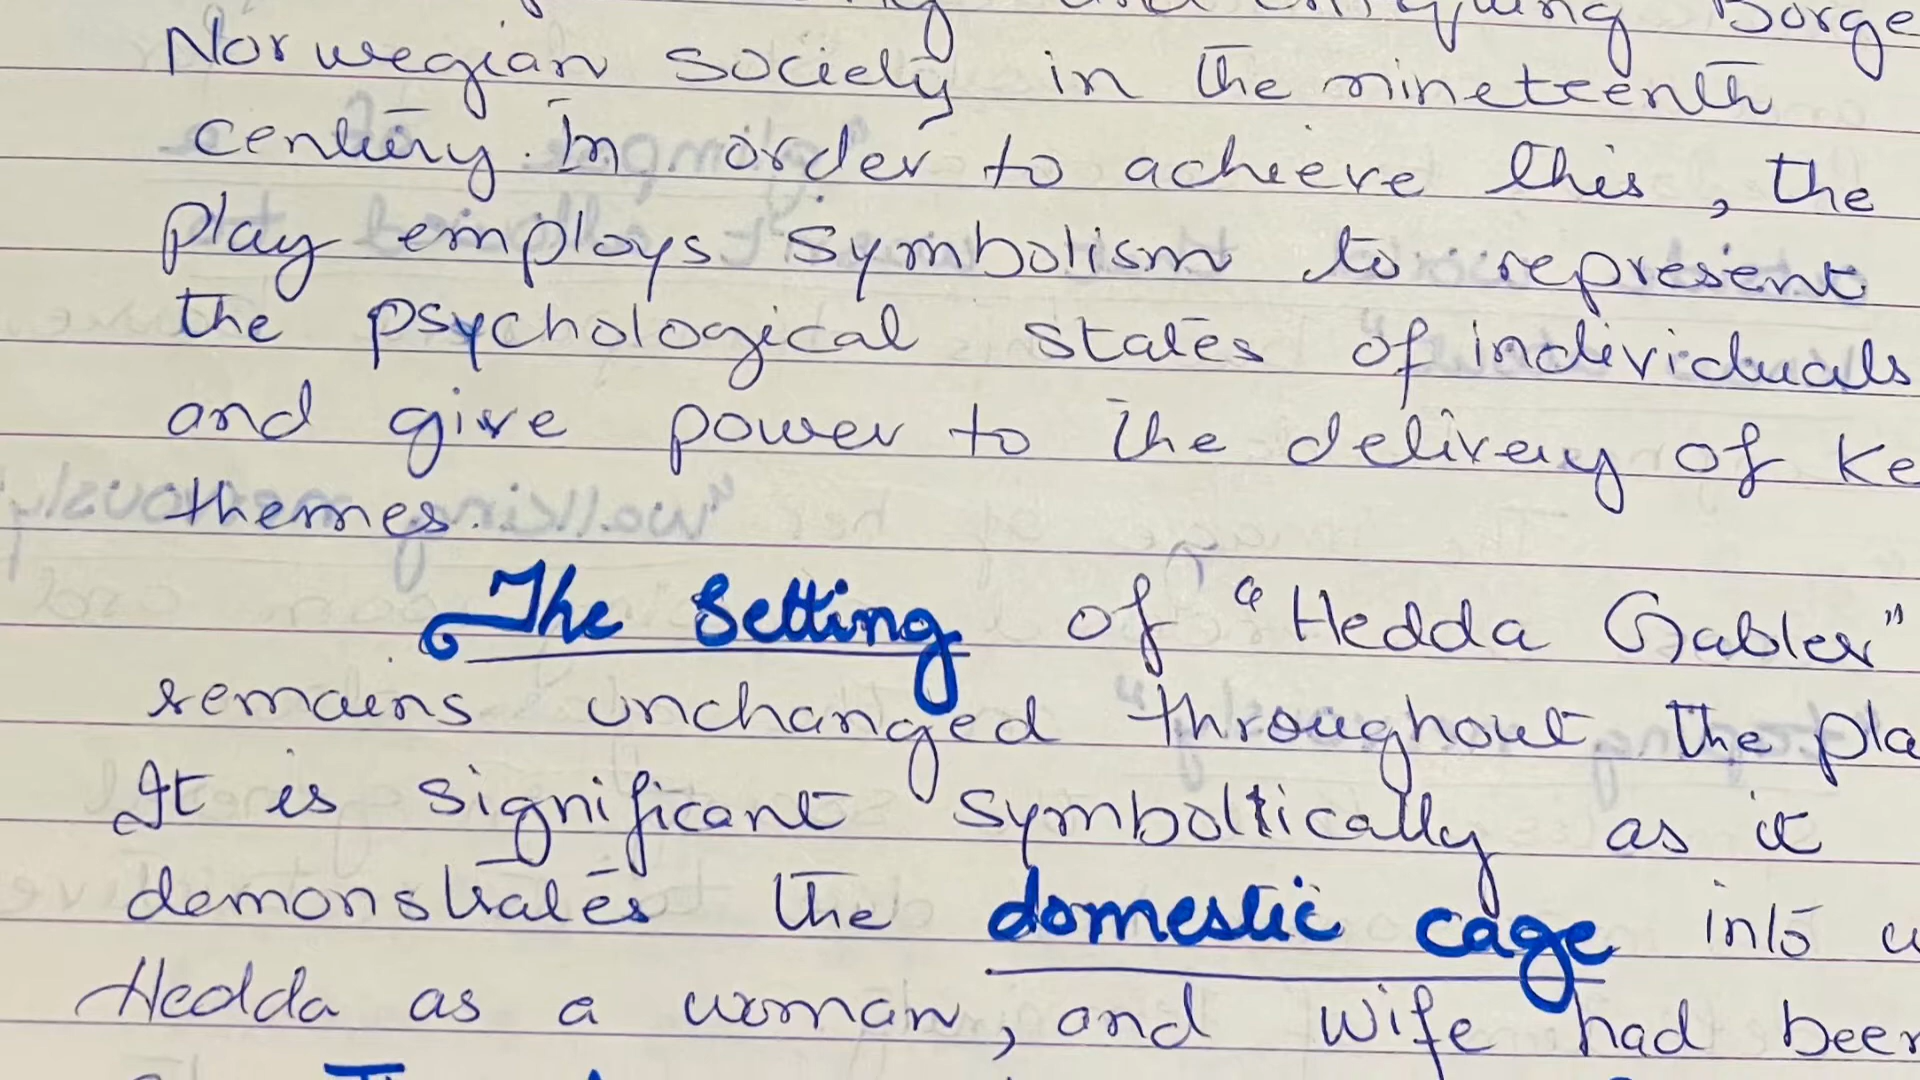 Norwegian society in the nineteenth
century. In order to achieve this, the
play employs symbolism to represent
the psychological states of individuals
and give power to the delivery of Ke
themes.
The Setting of "Hedda Gabler"
remains unchanged throughout the pla
It is significant symboltically as it
demonstrates the domestic cage into w
Hedda as a woman, and wife had been